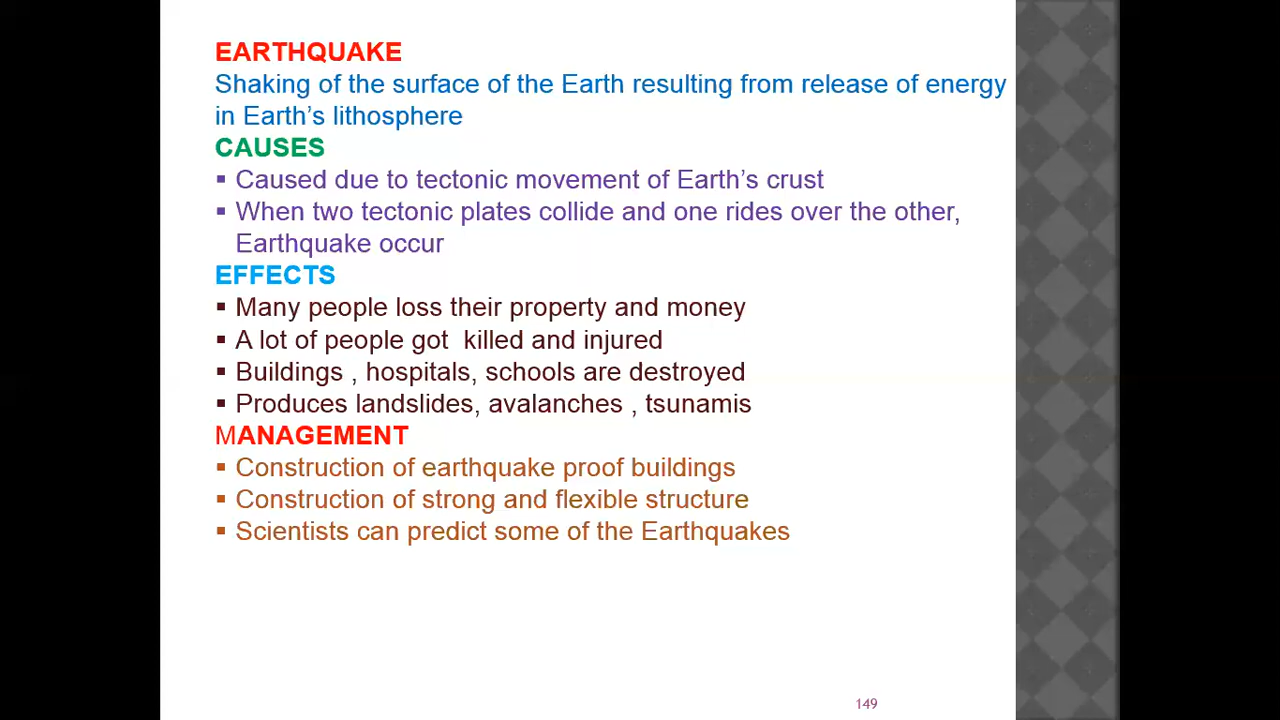 EARTHQUAKE
Shaking of the surface of the Earth resulting from release of energy
in Earth’s lithosphere
CAUSES
▪ Caused due to tectonic movement of Earth’s crust
▪ When two tectonic plates collide and one rides over the other,
Earthquake occur
EFFECTS
▪ Many people loss their property and money
▪ A lot of people got  killed and injured
▪ Buildings , hospitals, schools are destroyed
▪ Produces landslides, avalanches , tsunamis
MANAGEMENT
▪ Construction of earthquake proof buildings
▪ Construction of strong and flexible structure
▪ Scientists can predict some of the Earthquakes
149